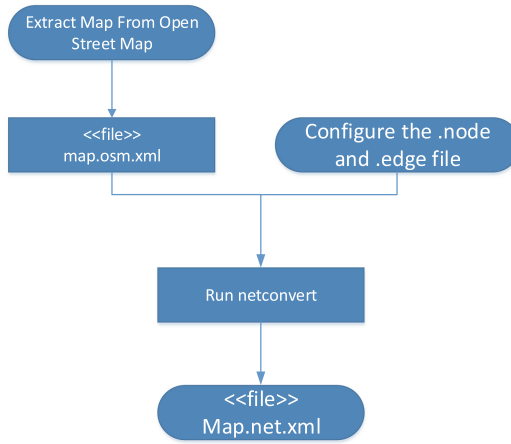 Extract Map From Open
Street Map
<<file>>
map.osm.xml
Configure the .node
and .edge file
Run netconvert
<<file>>
Map.net.xml